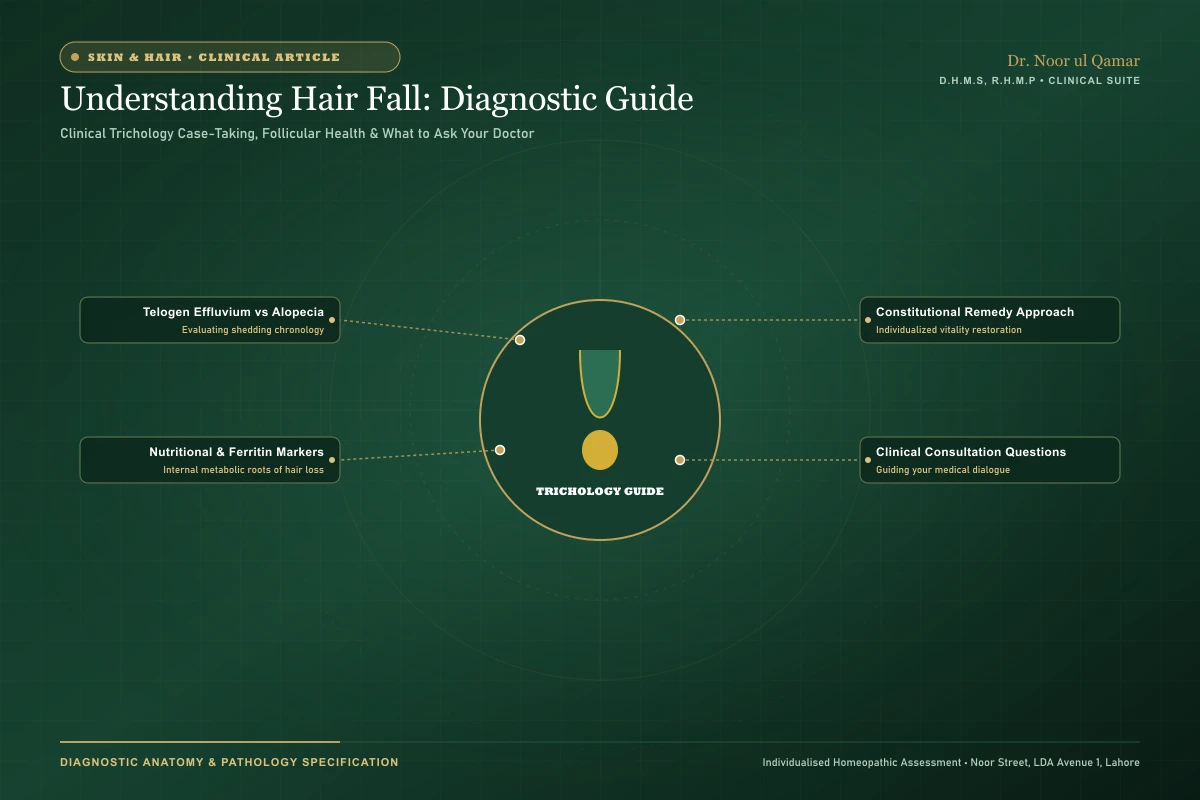 SKIN & HAIR • CLINICAL ARTICLE
Understanding Hair Fall: Diagnostic Guide
Clinical Trichology Case-Taking, Follicular Health & What to Ask Your Doctor
Dr. Noor ul Qamar
D.H.M.S, R.H.M.P • CLINICAL SUITE
Telogen Effluvium vs Alopecia
Evaluating shedding chronology
Nutritional & Ferritin Markers
Internal metabolic roots of hair loss
TRICHOLOGY GUIDE
Constitutional Remedy Approach
Individualized vitality restoration
Clinical Consultation Questions
Guiding your medical dialogue
DIAGNOSTIC ANATOMY & PATHOLOGY SPECIFICATION
Individualised Homeopathic Assessment • Noor Street, LDA Avenue 1, Lahore